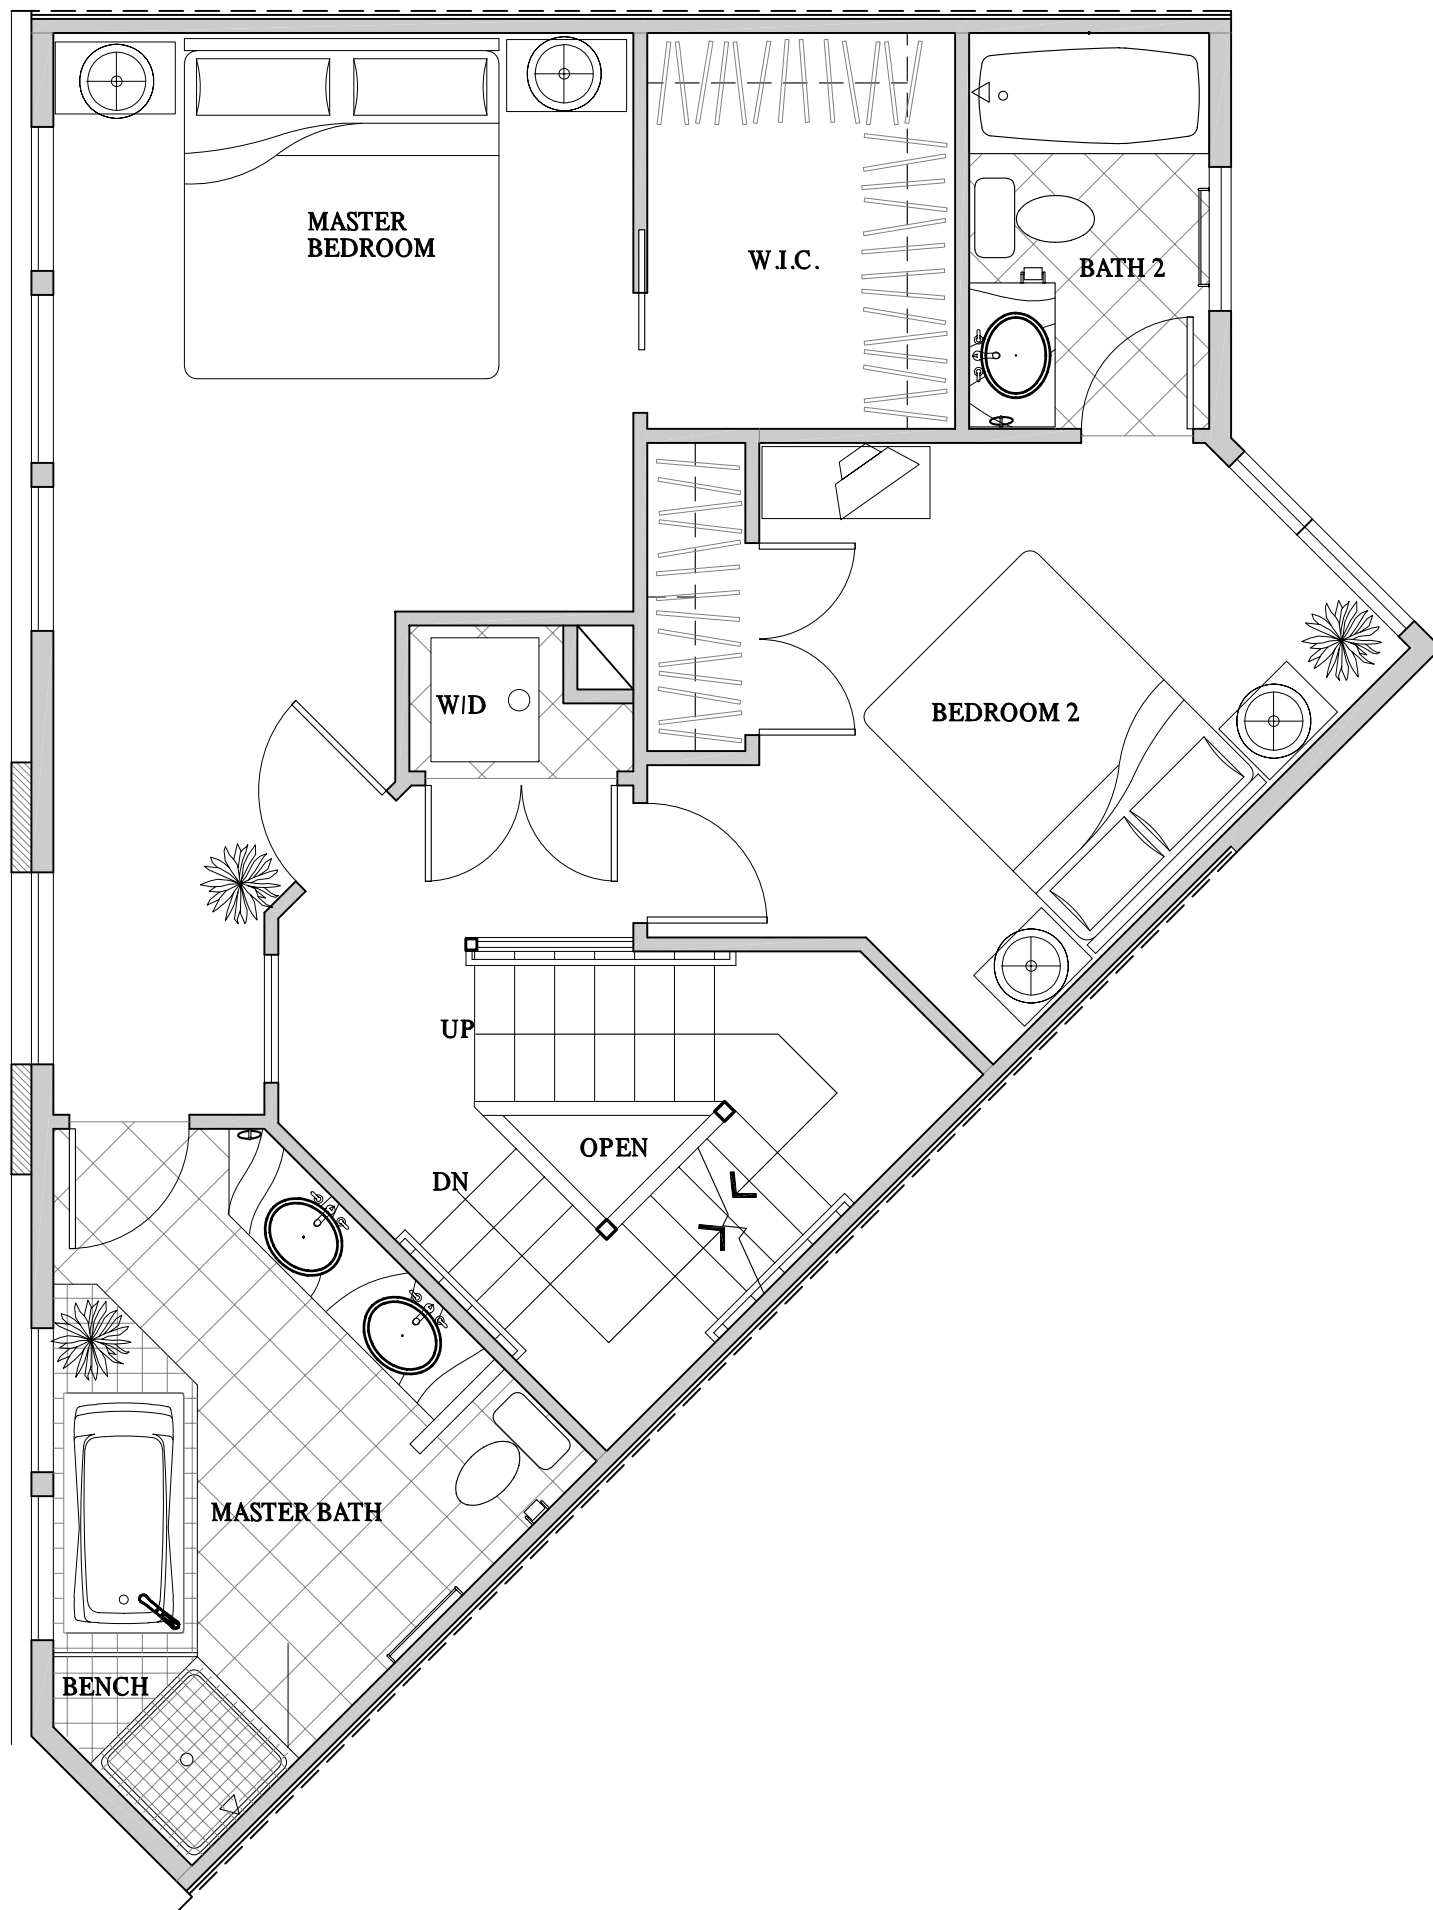 MASTER
BEDROOM
W.I.C.
BATH 2
W/D
BEDROOM 2
UP
OPEN
DN
MASTER BATH
BENCH